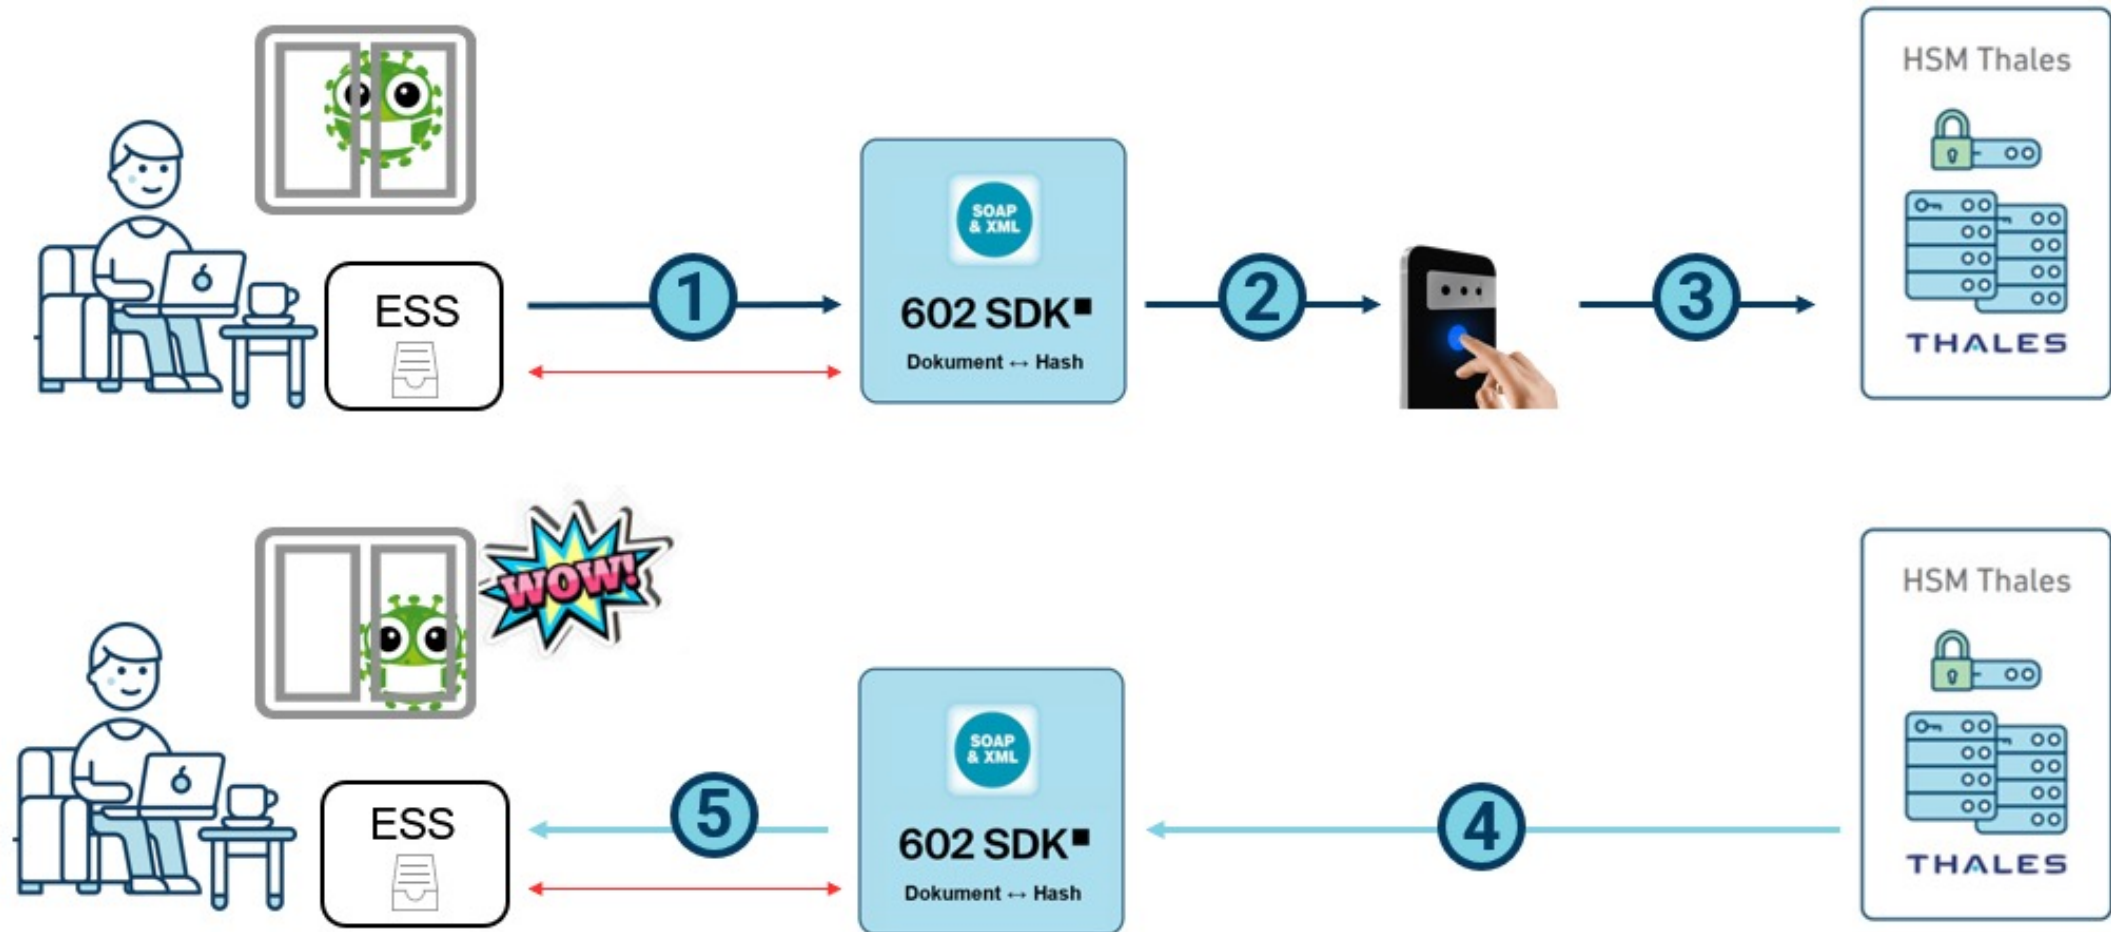 HSM Thales
SOAP
& XML
ESS
1
602 SDK■
2
3
Dokument ↔ Hash
THALES
WOW!
HSM Thales
SOAP
& XML
ESS
5
602 SDK■
4
Dokument ↔ Hash
THALES